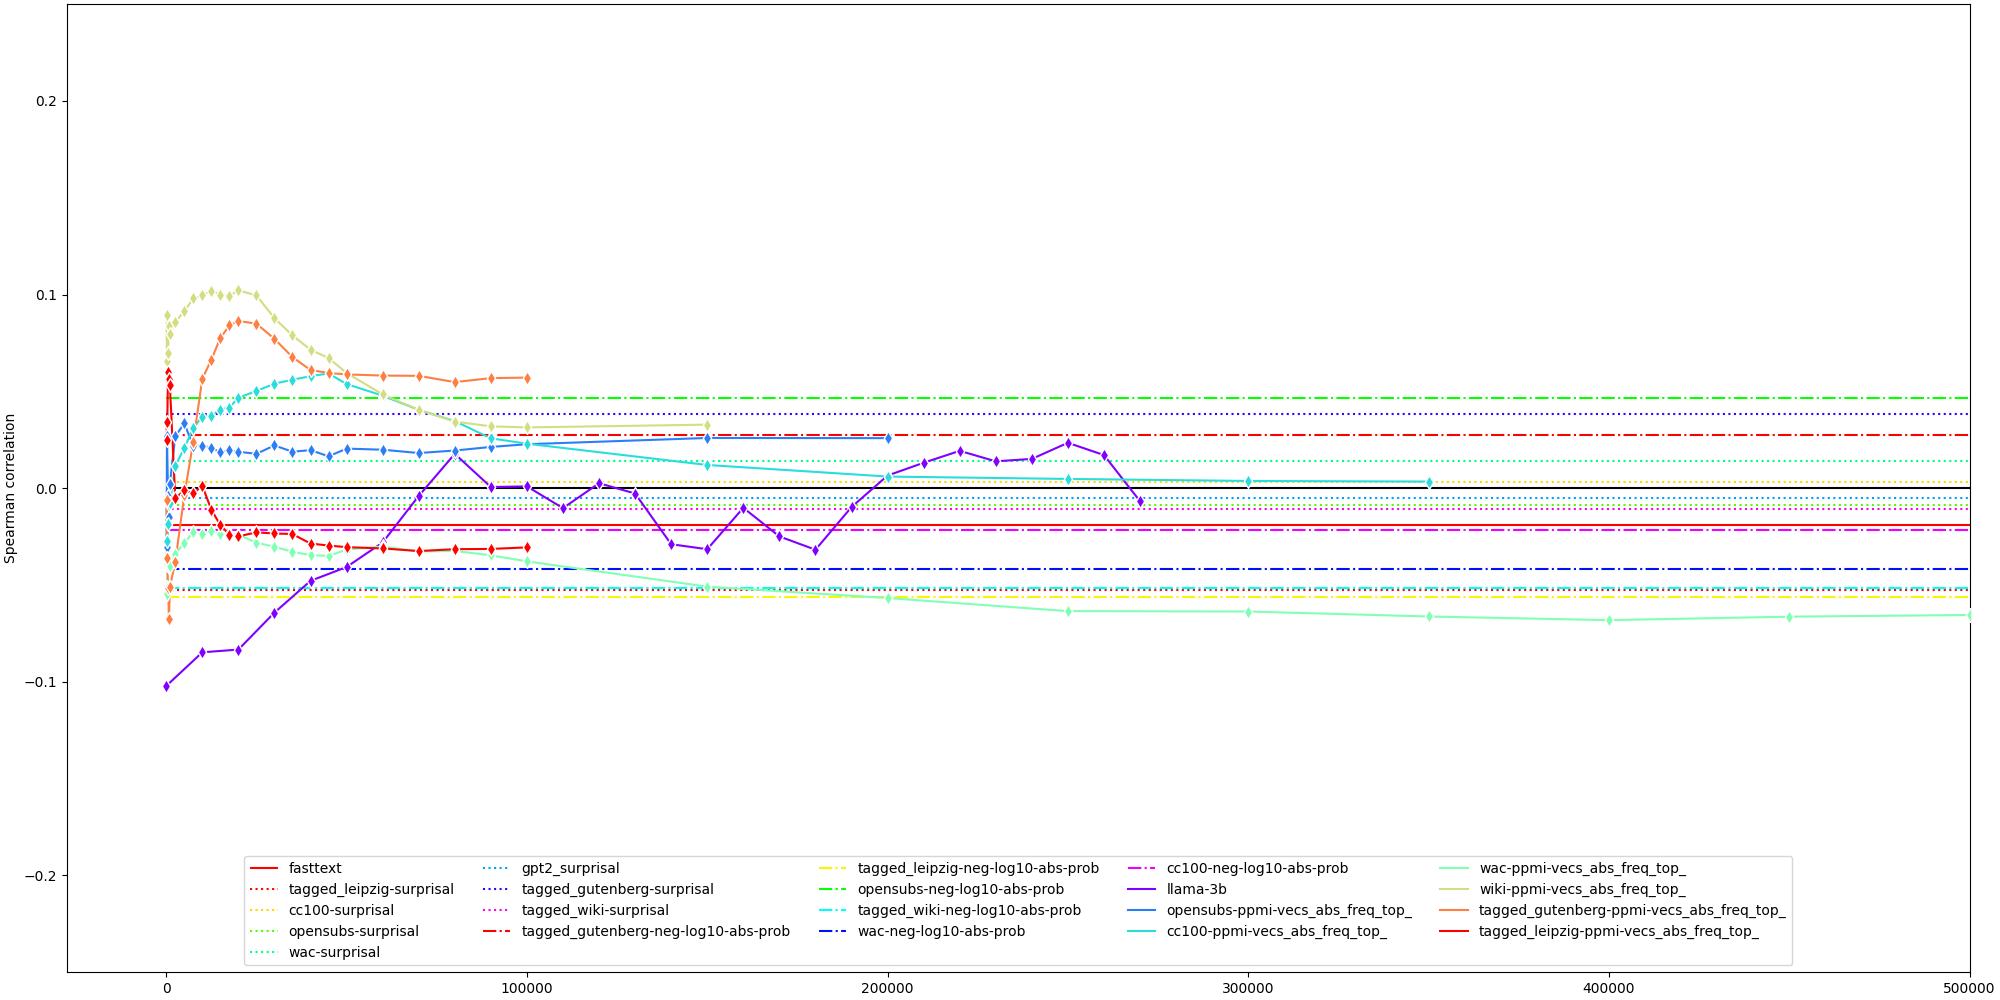 Spearman correlation
0.2
0.1
0.0
−0.1
−0.2
0
100000
200000
300000
400000
500000
fasttext
tagged_leipzig-surprisal
cc100-surprisal
opensubs-surprisal
wac-surprisal
gpt2_surprisal
tagged_gutenberg-surprisal
tagged_wiki-surprisal
tagged_gutenberg-neg-log10-abs-prob
tagged_leipzig-neg-log10-abs-prob
opensubs-neg-log10-abs-prob
tagged_wiki-neg-log10-abs-prob
wac-neg-log10-abs-prob
cc100-neg-log10-abs-prob
llama-3b
opensubs-ppmi-vecs_abs_freq_top_
cc100-ppmi-vecs_abs_freq_top_
wac-ppmi-vecs_abs_freq_top_
wiki-ppmi-vecs_abs_freq_top_
tagged_gutenberg-ppmi-vecs_abs_freq_top_
tagged_leipzig-ppmi-vecs_abs_freq_top_